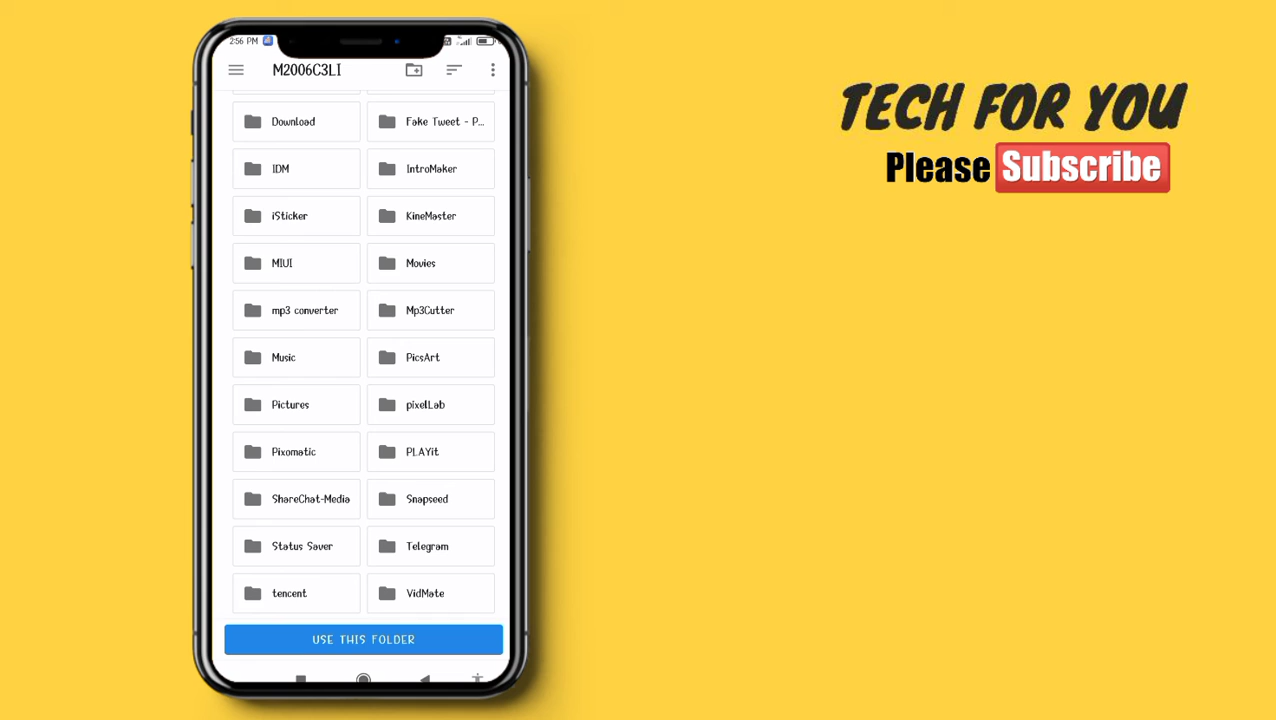 2:56 PM
M2006C3LI
Download
Fake Tweet - P...
IDM
IntroMaker
iSticker
KineMaster
MIUI
Movies
mp3 converter
Mp3Cutter
Music
PicsArt
Pictures
pixelLab
Pixomatic
PLAYit
ShareChat-Media
Snapseed
Status Saver
Telegram
tencent
VidMate
USE THIS FOLDER
TECH FOR YOU
Please Subscribe